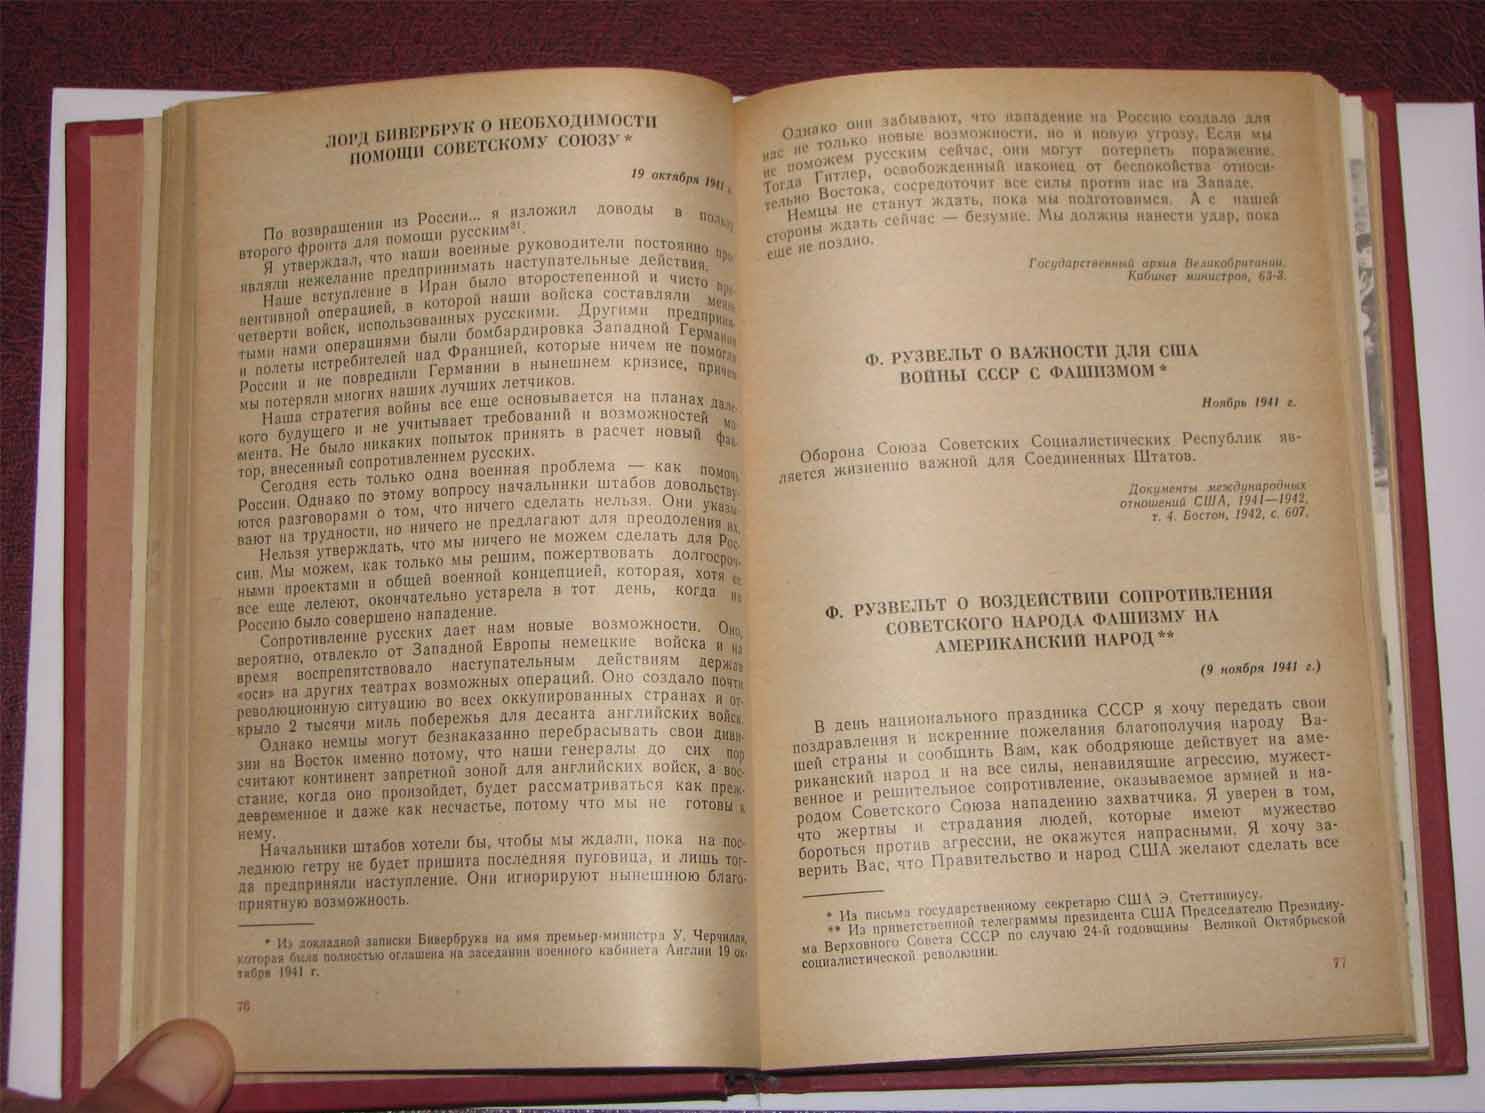 ЛОРД БИВЕРБРУК О НЕОБХОДИМОСТИ
ПОМОЩИ СОВЕТСКОМУ СОЮЗУ*
19 октября 1941 г.
По возвращении из России... я изложил доводы в пользу
второго фронта для помощи русским³¹.
Я утверждал, что наши военные руководители постоянно про-
являли нежелание предпринимать наступательные действия.
Наше вступление в Иран было второстепенной и чисто пре-
вентивной операцией, в которой наши войска составляли менее
четверти войск, использованных русскими. Другими предприня-
тыми нами операциями были бомбардировка Западной Германии
и полеты истребителей над Францией, которые ничем не помогли
России и не повредили Германии в нынешнем кризисе, причем
мы потеряли многих наших лучших летчиков.
Наша стратегия войны все еще основывается на планах дале-
кого будущего и не учитывает требований и возможностей мо-
мента. Не было никаких попыток принять в расчет новый фак-
тор, внесенный сопротивлением русских.
Сегодня есть только одна военная проблема — как помочь
России. Однако по этому вопросу начальники штабов довольству-
ются разговорами о том, что ничего сделать нельзя. Они указы-
вают на трудности, но ничего не предлагают для преодоления их.
Нельзя утверждать, что мы ничего не можем сделать для Рос-
сии. Мы можем, как только мы решим, пожертвовать долгосроч-
ными проектами и общей военной концепцией, которая, хотя ее
все еще лелеют, окончательно устарела в тот день, когда на
Россию было совершено нападение.
Сопротивление русских дает нам новые возможности. Оно,
вероятно, отвлекло от Западной Европы немецкие войска и на
время воспрепятствовало наступательным действиям держав
«оси» на других театрах возможных операций. Оно создало почти
революционную ситуацию во всех оккупированных странах и от-
крыло 2 тысячи миль побережья для десанта английских войск.
Однако немцы могут безнаказанно перебрасывать свои диви-
зии на Восток именно потому, что наши генералы до сих пор
считают континент запретной зоной для английских войск, а вос-
стание, когда оно произойдет, будет рассматриваться как преж-
девременное и даже как несчастье, потому что мы не готовы к
нему.
Начальники штабов хотели бы, чтобы мы ждали, пока на пос-
леднюю гетру не будет пришита последняя пуговица, и лишь тог-
да предприняли наступление. Они игнорируют нынешнюю благо-
приятную возможность.
* Из докладной записки Бивербрука на имя премьер-министра У. Черчилля,
которая была полностью оглашена на заседании военного кабинета Англии 19 ок-
тября 1941 г.
76
Однако они забывают, что нападение на Россию создало для
нас не только новые возможности, но и новую угрозу. Если мы
не поможем русским сейчас, они могут потерпеть поражение.
Тогда Гитлер, освобожденный наконец от беспокойства относи-
тельно Востока, сосредоточит все силы против нас на Западе.
Немцы не станут ждать, пока мы подготовимся. А с нашей
стороны ждать сейчас — безумие. Мы должны нанести удар, пока
еще не поздно.
Государственный архив Великобритании.
Кабинет министров, 63-3.
Ф. РУЗВЕЛЬТ О ВАЖНОСТИ ДЛЯ США
ВОЙНЫ СССР С ФАШИЗМОМ*
Ноябрь 1941 г.
Оборона Союза Советских Социалистических Республик яв-
ляется жизненно важной для Соединенных Штатов.
Документы международных
отношений США, 1941—1942,
т. 4. Бостон, 1942, с. 607.
Ф. РУЗВЕЛЬТ О ВОЗДЕЙСТВИИ СОПРОТИВЛЕНИЯ
СОВЕТСКОГО НАРОДА ФАШИЗМУ НА
АМЕРИКАНСКИЙ НАРОД**
(9 ноября 1941 г.)
В день национального праздника СССР я хочу передать свои
поздравления и искренние пожелания благополучия народу Ва-
шей страны и сообщить Вам, как ободряюще действует на аме-
риканский народ и на все силы, ненавидящие агрессию, мужест-
венное и решительное сопротивление, оказываемое армией и на-
родом Советского Союза нападению захватчика. Я уверен в том,
что жертвы и страдания людей, которые имеют мужество
бороться против агрессии, не окажутся напрасными. Я хочу за-
верить Вас, что Правительство и народ США желают сделать все
* Из письма государственному секретарю США Э. Стеттиниусу.
** Из приветственной телеграммы президента США Председателю Президиу-
ма Верховного Совета СССР по случаю 24-й годовщины Великой Октябрьской
социалистической революции.
77